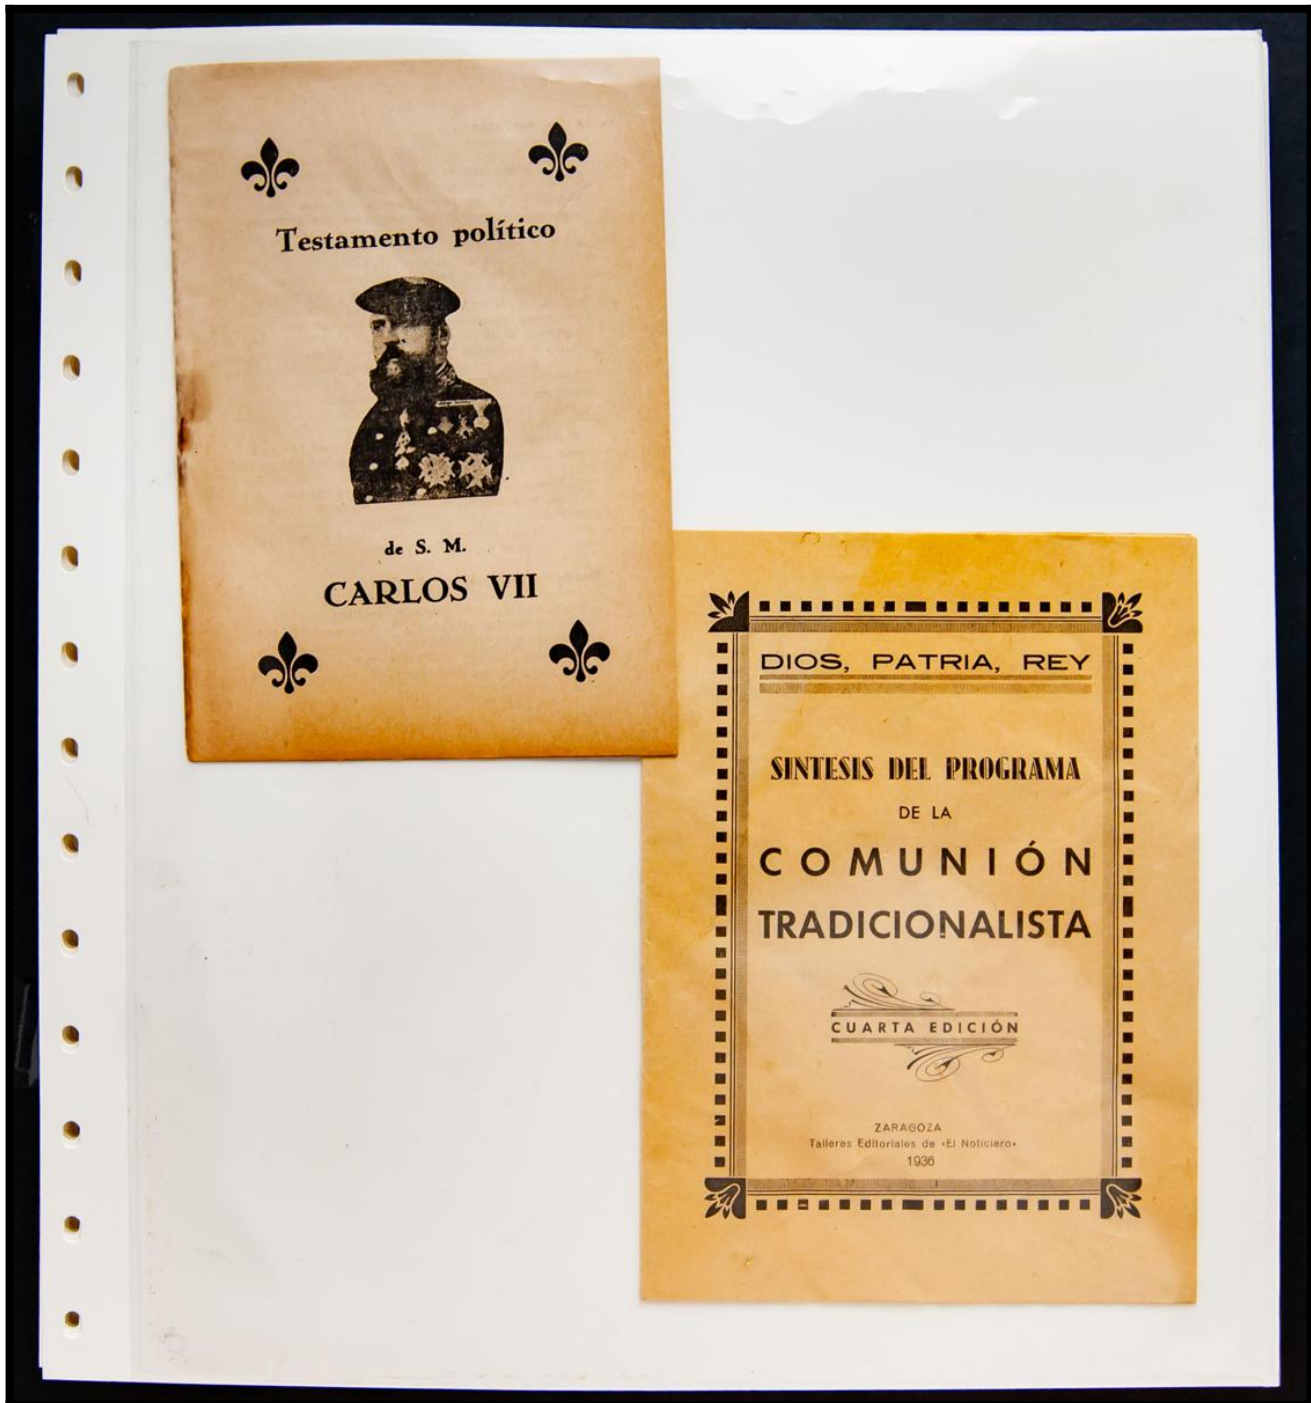 Testamento político
de S. M.
CARLOS VII
DIOS, PATRIA, REY
SINTESIS DEL PROGRAMA
DE LA
COMUNIÓN
TRADICIONALISTA
CUARTA EDICIÓN
ZARAGOZA
Talleres Editoriales de «El Noticiero»
1936